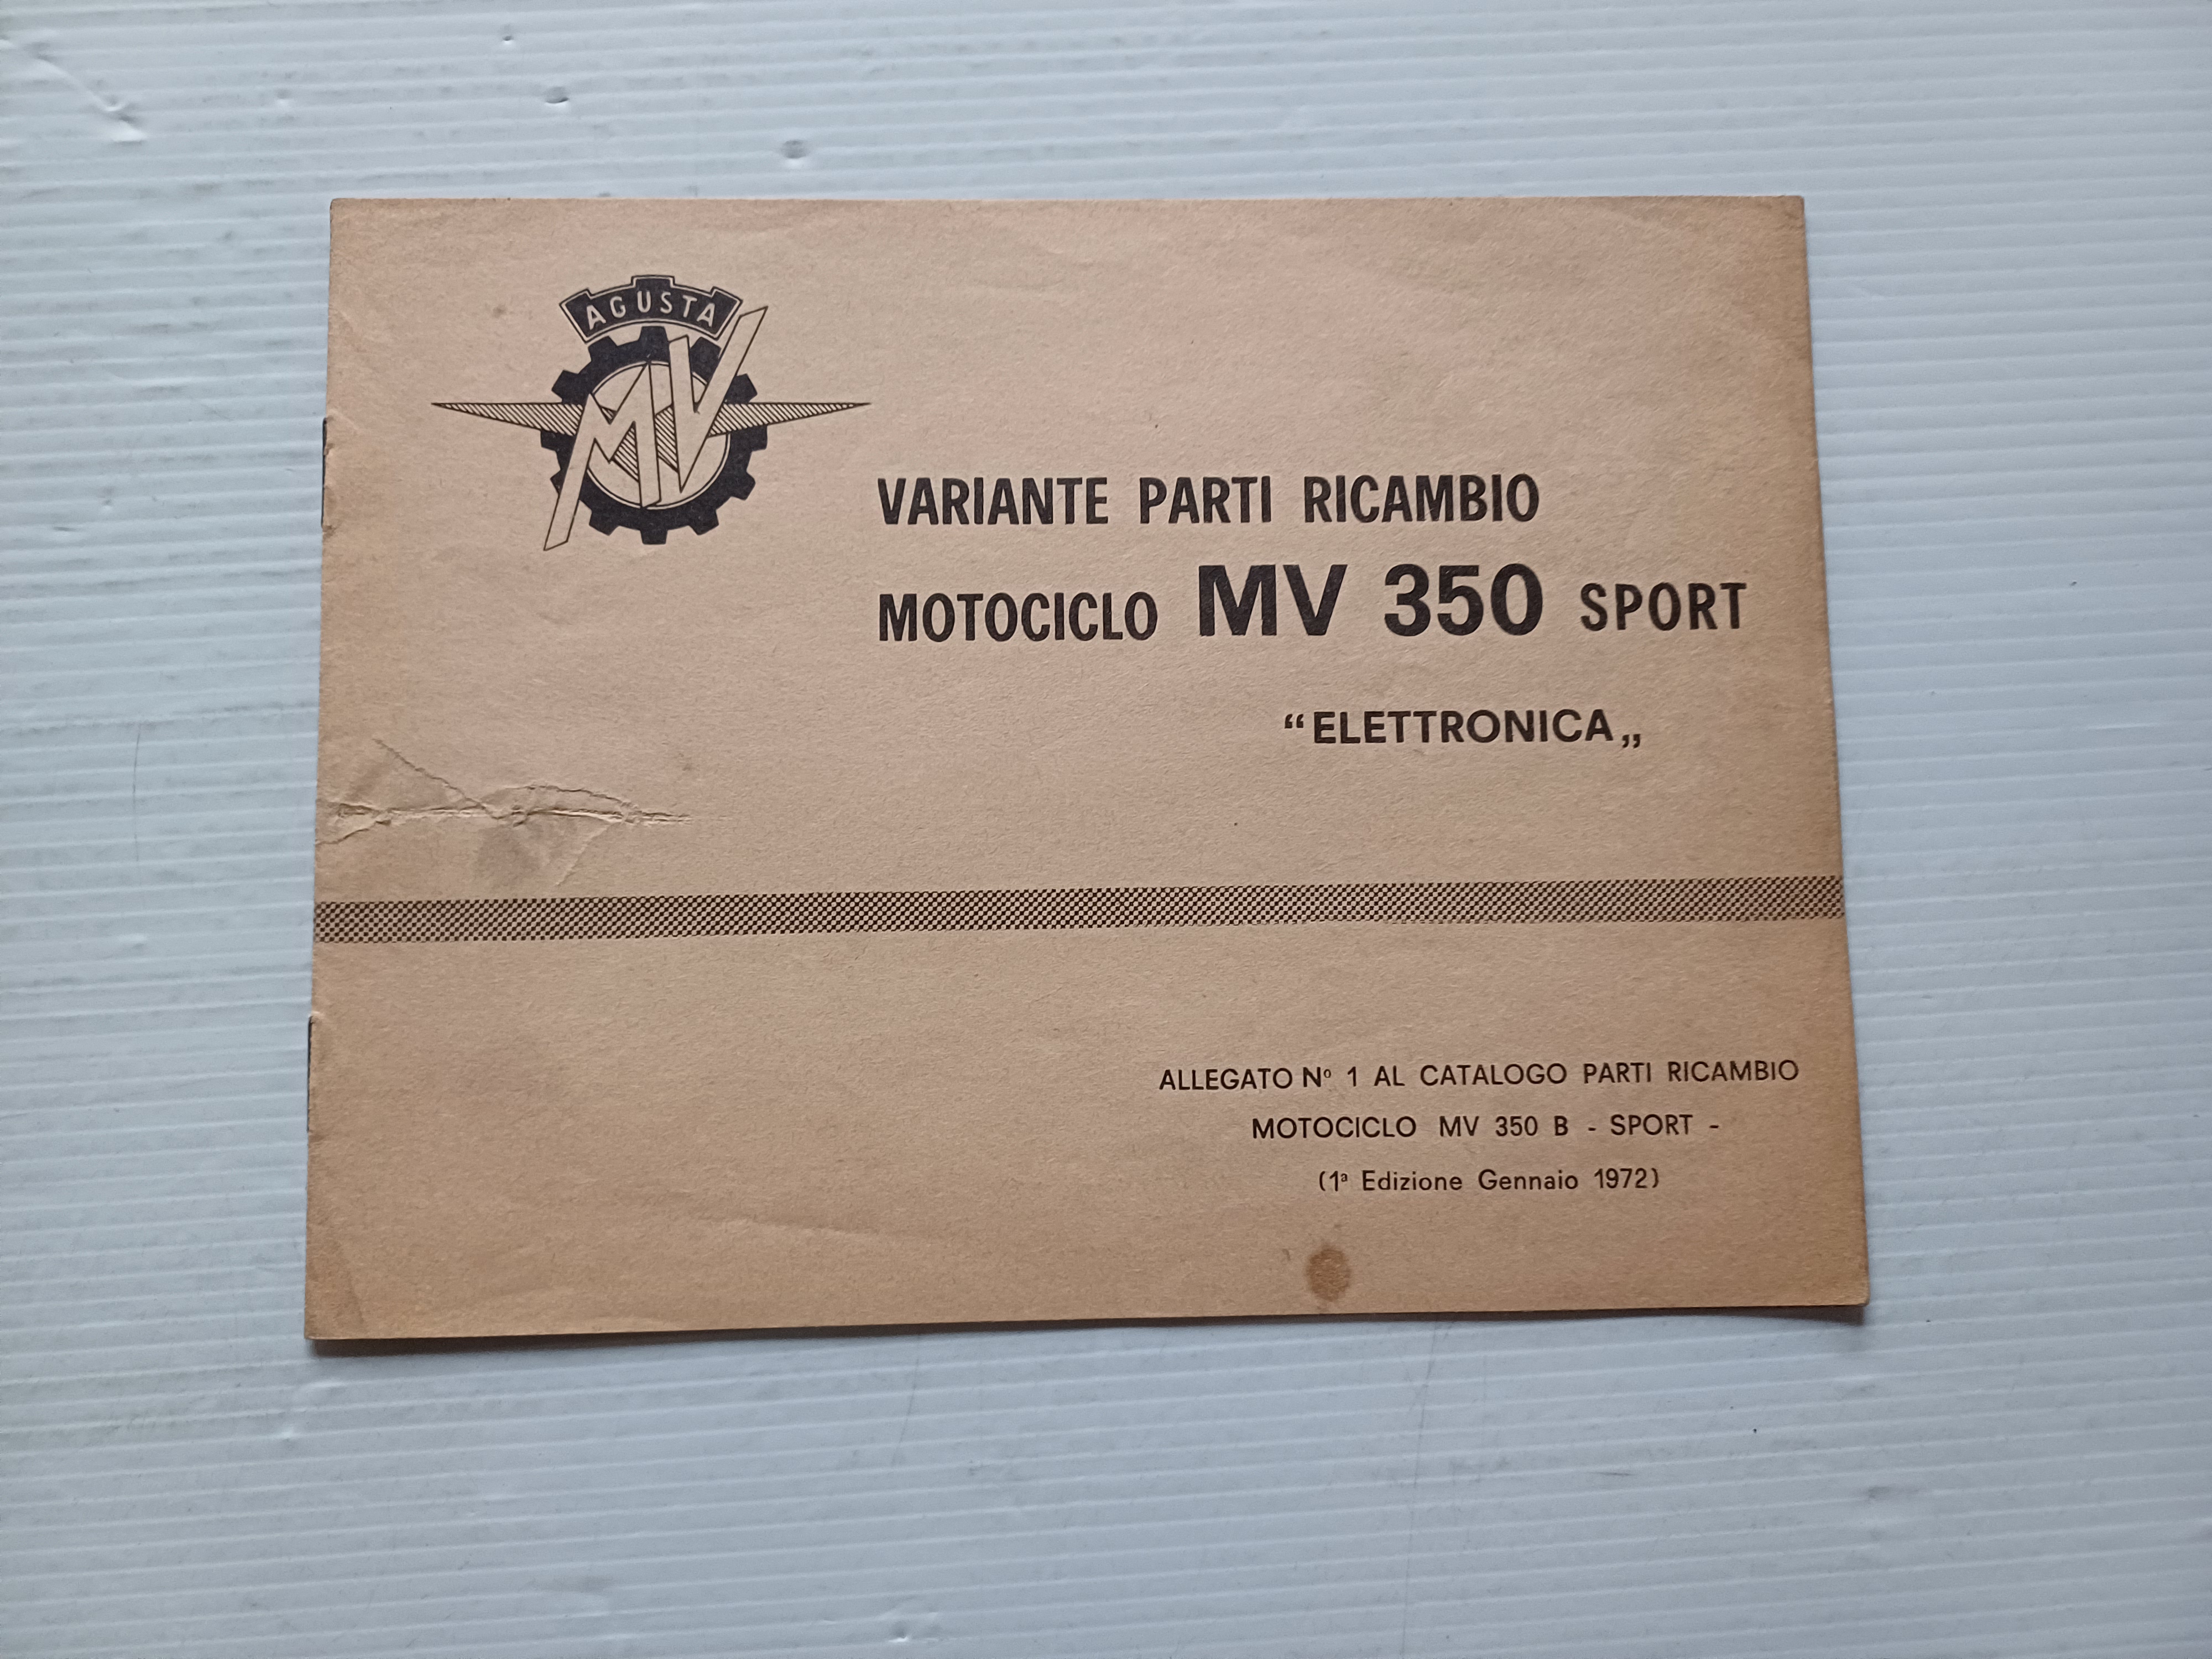 AGUSTA
MV
VARIANTE PARTI RICAMBIO
MOTOCICLO MV 350 SPORT
“ELETTRONICA„
ALLEGATO Nº 1 AL CATALOGO PARTI RICAMBIO
MOTOCICLO MV 350 B - SPORT -
(1ª Edizione Gennaio 1972)